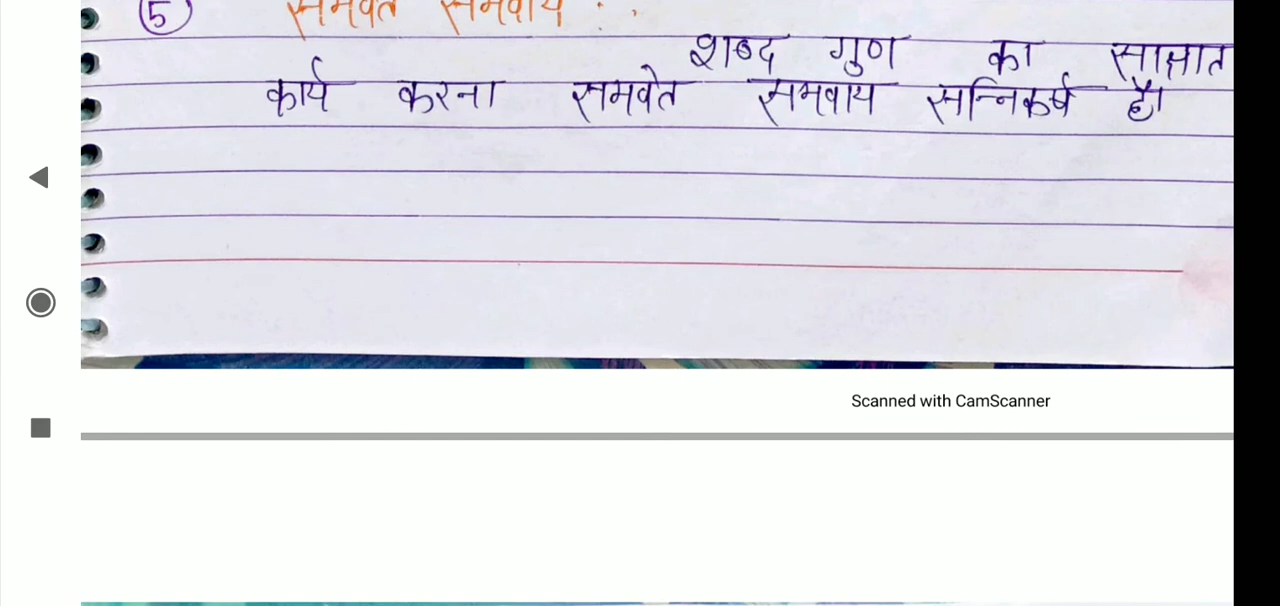 ⑤ समवेत समवाय :
शब्द गुण का साक्षात
कार्य करना समवेत समवाय सन्निकर्ष है।
Scanned with CamScanner